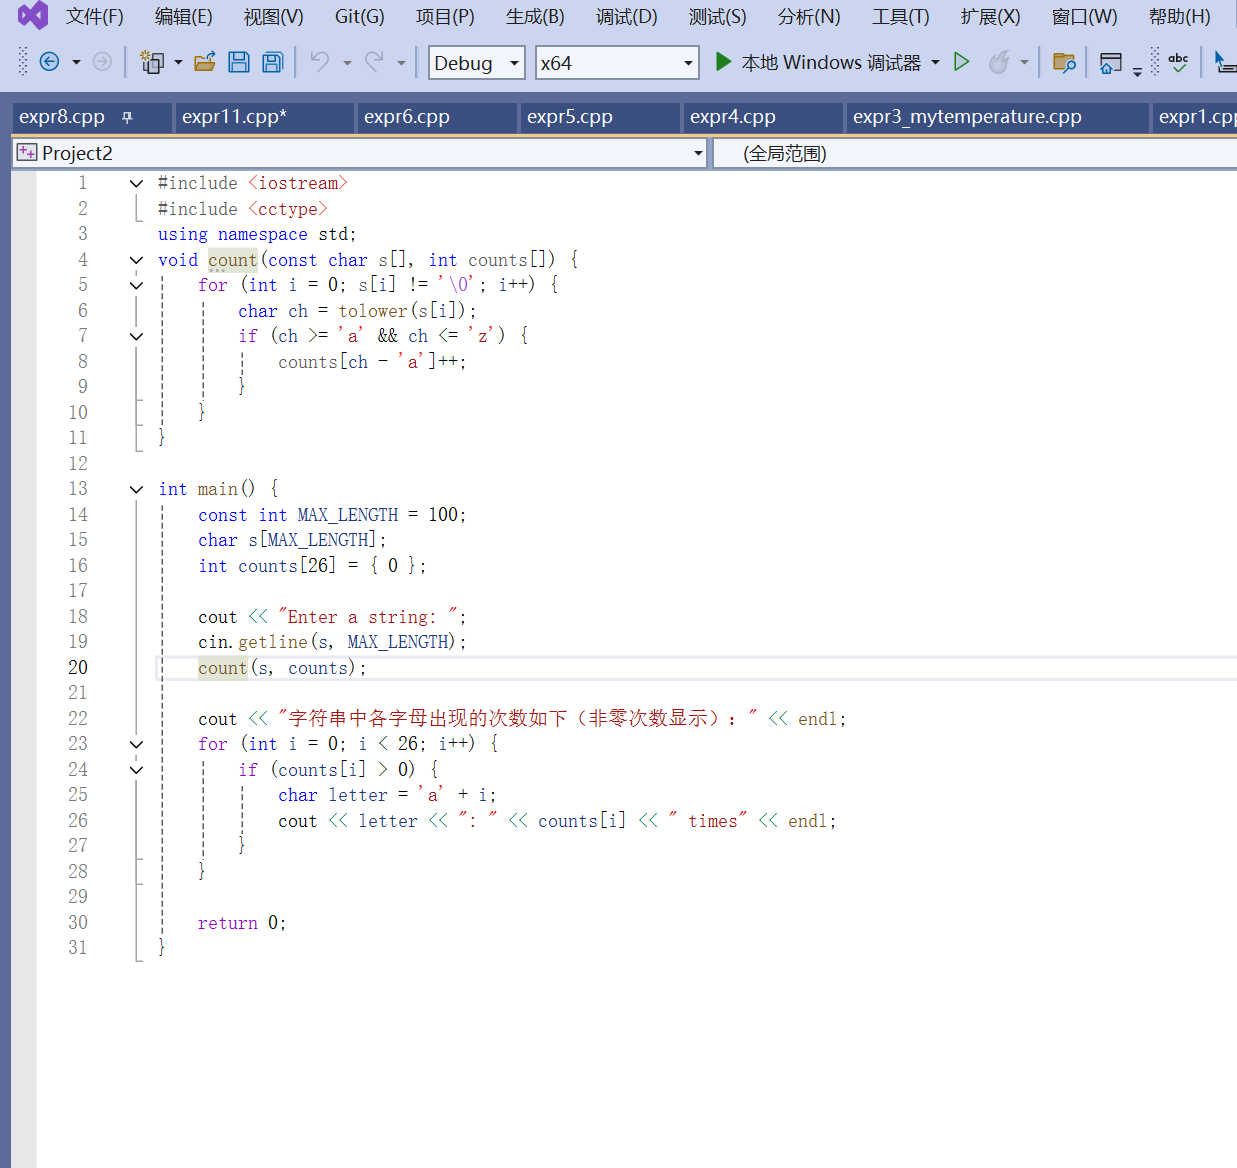 文件(F) 编辑(E) 视图(V) Git(G) 项目(P) 生成(B) 调试(D) 测试(S) 分析(N) 工具(T) 扩展(X) 窗口(W) 帮助(H)
Debug x64 本地 Windows 调试器 abc
expr8.cpp expr11.cpp* expr6.cpp expr5.cpp expr4.cpp expr3_mytemperature.cpp expr1.cpp
Project2 (全局范围)
1 #include <iostream>
2 #include <cctype>
3 using namespace std;
4 void count(const char s[], int counts[]) {
5 for (int i = 0; s[i] != '\0'; i++) {
6 char ch = tolower(s[i]);
7 if (ch >= 'a' && ch <= 'z') {
8 counts[ch - 'a']++;
9 }
10 }
11 }
12
13 int main() {
14 const int MAX_LENGTH = 100;
15 char s[MAX_LENGTH];
16 int counts[26] = { 0 };
17
18 cout << "Enter a string: ";
19 cin.getline(s, MAX_LENGTH);
20 count(s, counts);
21
22 cout << "字符串中各字母出现的次数如下（非零次数显示）：" << endl;
23 for (int i = 0; i < 26; i++) {
24 if (counts[i] > 0) {
25 char letter = 'a' + i;
26 cout << letter << ": " << counts[i] << " times" << endl;
27 }
28 }
29
30 return 0;
31 }